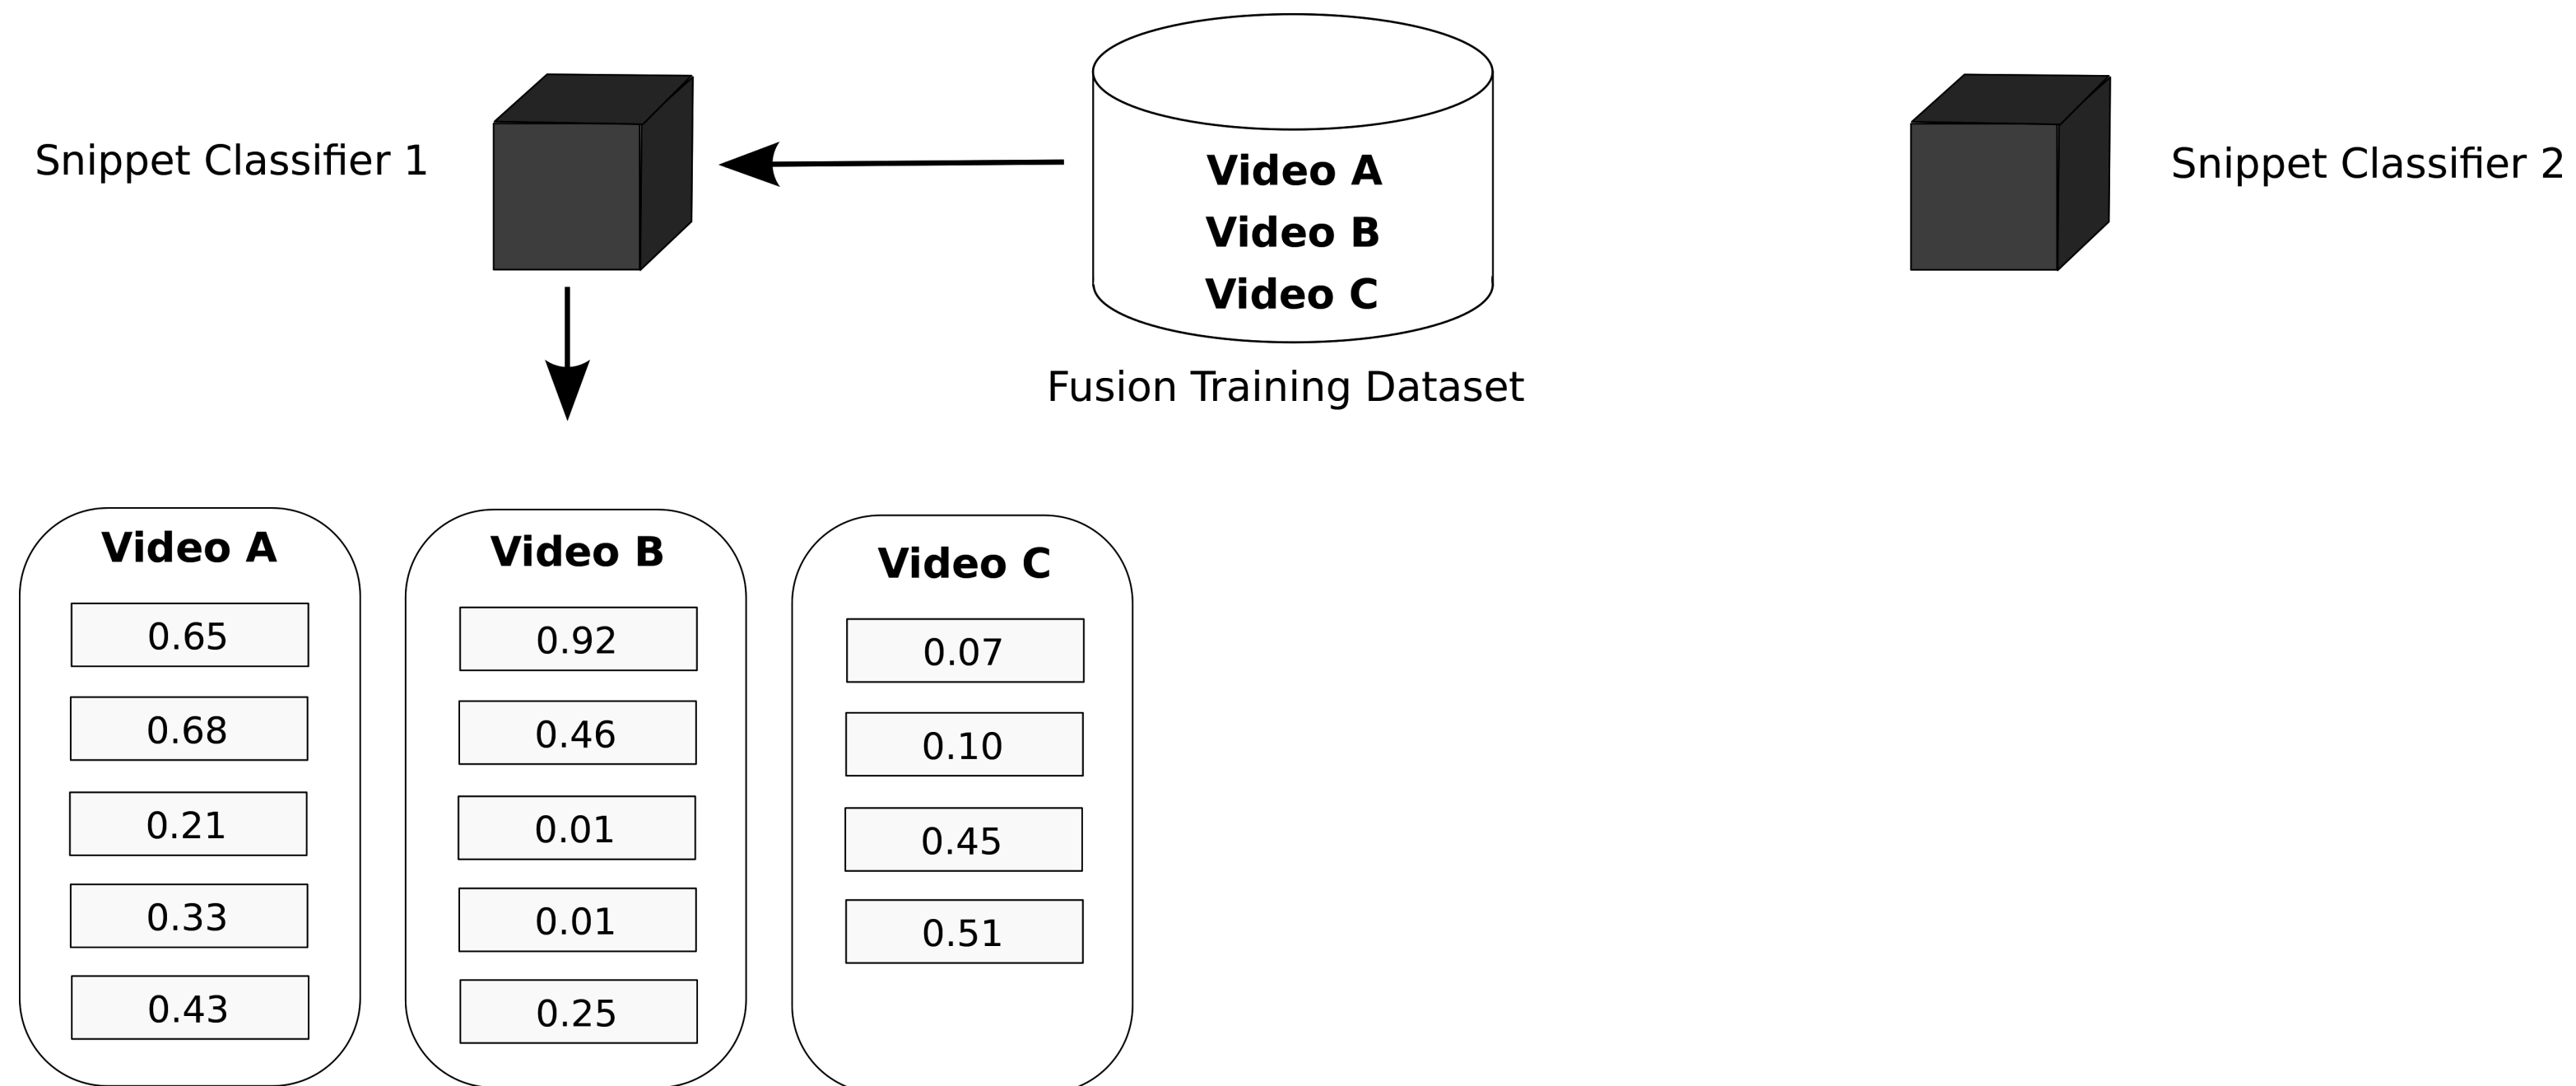 Snippet Classifier 1
Video A
Video B
Video C
Fusion Training Dataset
Snippet Classifier 2
Video A
0.65
0.68
0.21
0.33
0.43
Video B
0.92
0.46
0.01
0.01
0.25
Video C
0.07
0.10
0.45
0.51